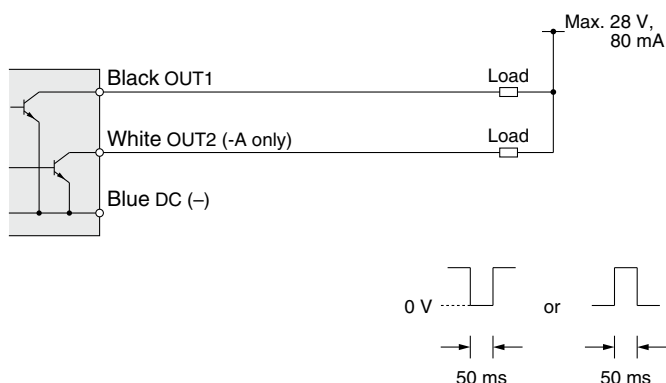 Max. 28 V,
80 mA
Black OUT1
Load
White OUT2 (-A only)
Load
Blue DC (–)
0 V
or
50 ms
50 ms